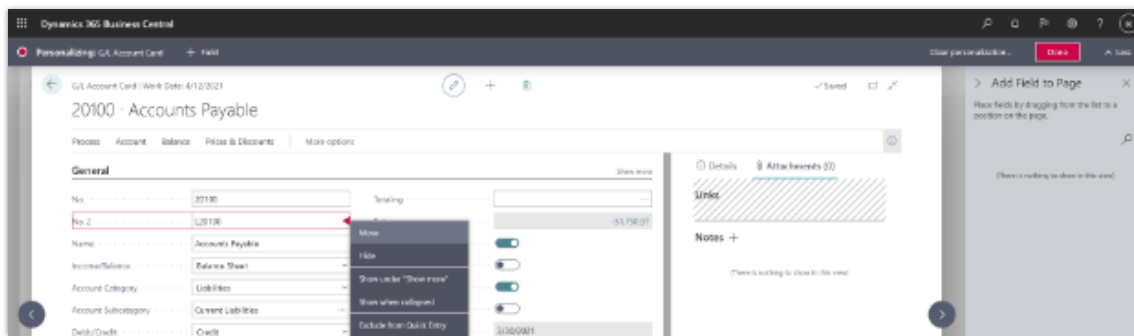 Dynamics 365 Business Central
?
Personalizing: G/L Account Card + Field Clear personalization... Done Less
G/L Account Card | Work Date: 4/12/2021 Saved
Add Field to Page
Place fields by dragging from the list to a
position on the page.
(There is nothing to show in this view)
20100 · Accounts Payable
Process Account Balance Prices & Discounts More options
General Show more
No. 20100 Totaling
No. 2 L20100
Name Accounts Payable
Income/Balance Balance Sheet
Account Category Liabilities
Account Subcategory Current Liabilities
Debit/Credit Credit
Move
Hide
Show under "Show more"
Show when collapsed
Exclude from Quick Entry
Details Attachments (0)
Links
Notes +
(There is nothing to show in this view)